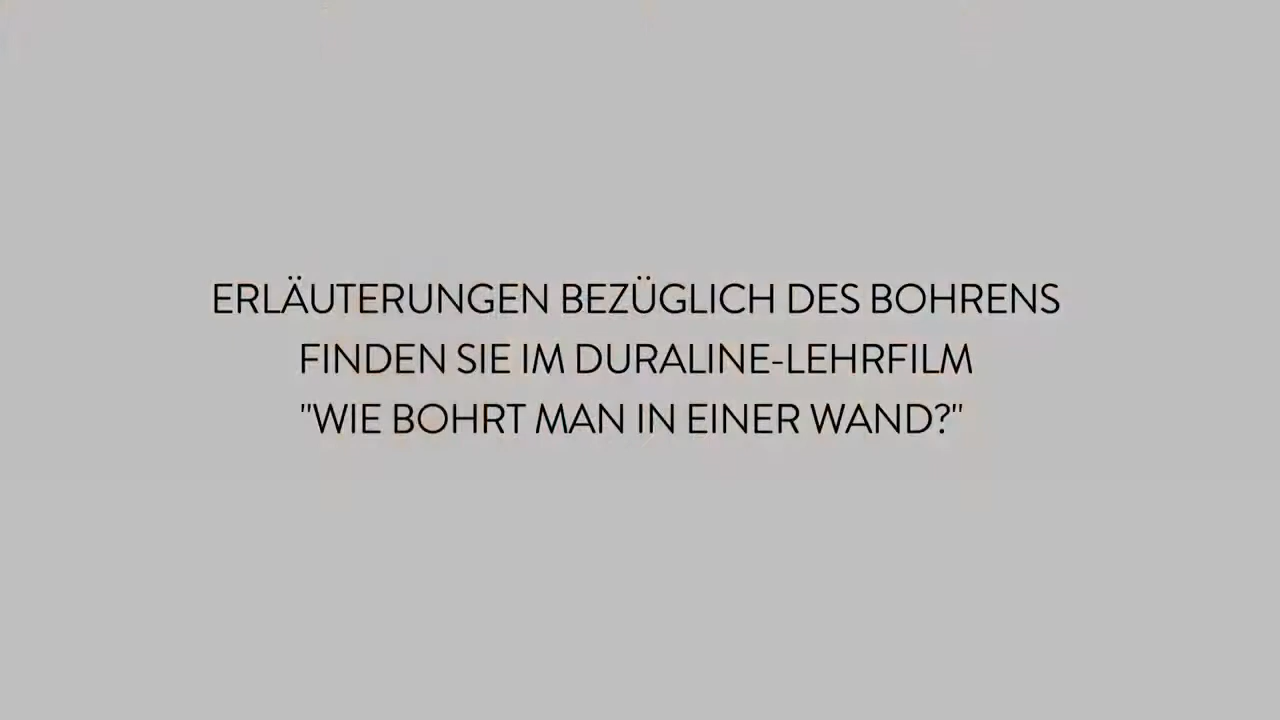 ERLÄUTERUNGEN BEZÜGLICH DES BOHRENS
FINDEN SIE IM DURALINE-LEHRFILM
"WIE BOHRT MAN IN EINER WAND?"